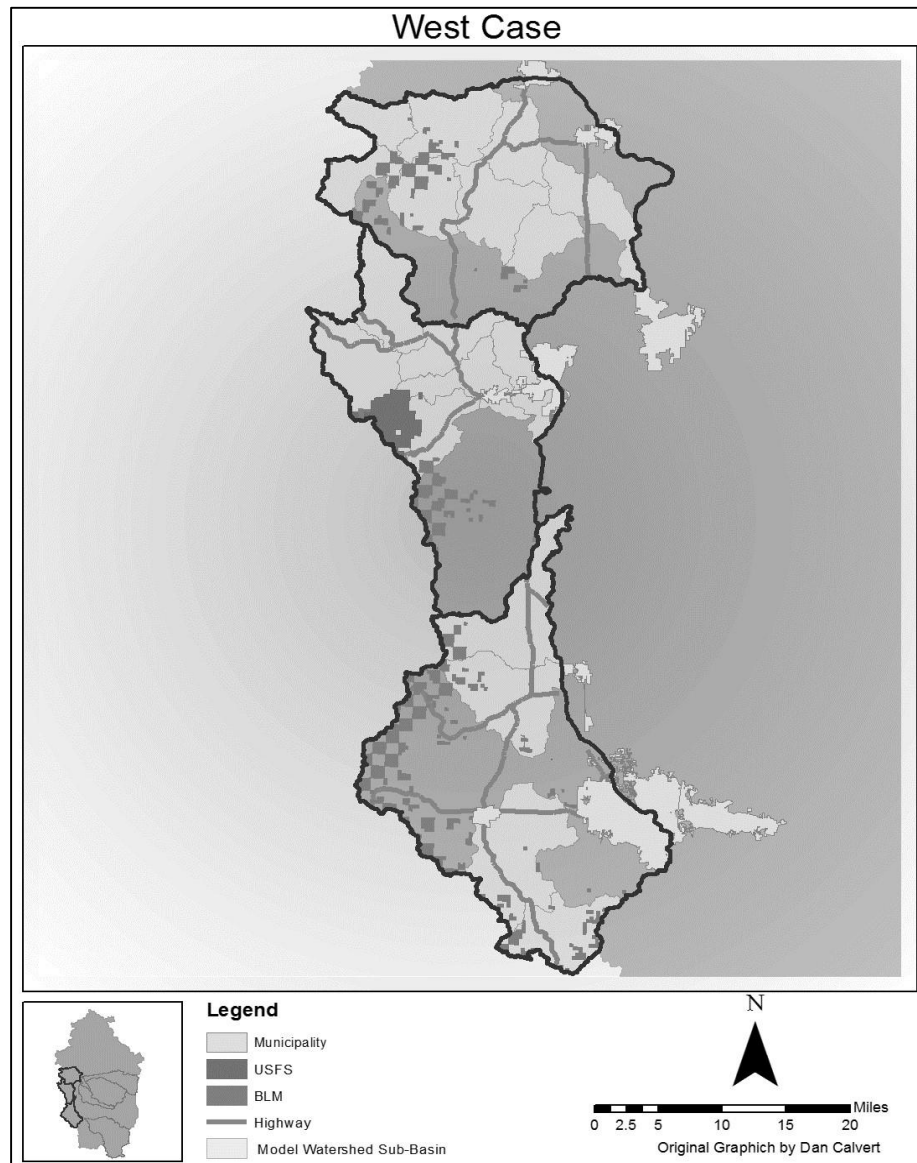 West Case
Legend
Municipality
USFS
BLM
Highway
Model Watershed Sub-Basin
N
Miles
0 2.5 5 10 15 20
Original Graphich by Dan Calvert